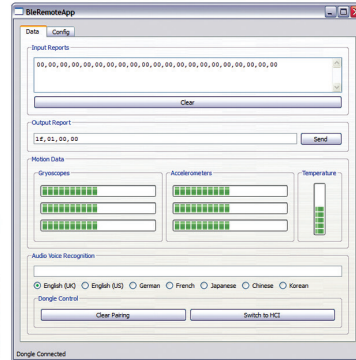 BleRemoteApp
Data Config
Input Reports
00,00,00,00,00,00,00,00,00,00,00,00,00,00,00,00,00,00,00,00
Clear
Output Report
1f,01,00,00
Send
Motion Data
Gryoscopes Accelerometers Temperature
Audio Voice Recognition
English (UK) English (US) German French Japanese Chinese Korean
Dongle Control
Clear Pairing Switch to HCI
Dongle Connected